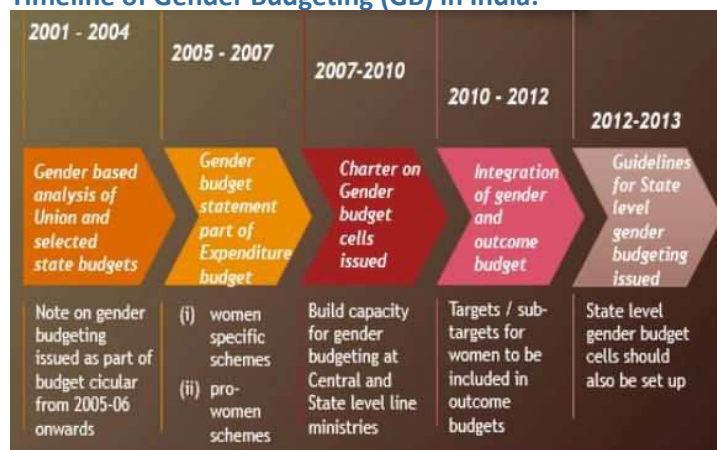 Timeline of Gender Budgeting (GB) in India:
2001 - 2004
Gender based
analysis of
Union and
selected
state budgets
Note on gender
budgeting
issued as part of
budget cicular
from 2005-06
onwards
2005 - 2007
Gender
budget
statement
part of
Expenditure
budget
(i) women
specific
schemes
(ii) pro-
women
schemes
2007-2010
Charter on
Gender
budget
cells
issued
Build capacity
for gender
budgeting at
Central and
State level line
ministries
2010 - 2012
Integration
of gender
and
outcome
budget
Targets / sub-
targets for
women to be
included in
outcome
budgets
2012-2013
Guidelines
for State
level
gender
budgeting
issued
State level
gender budget
cells should
also be set up